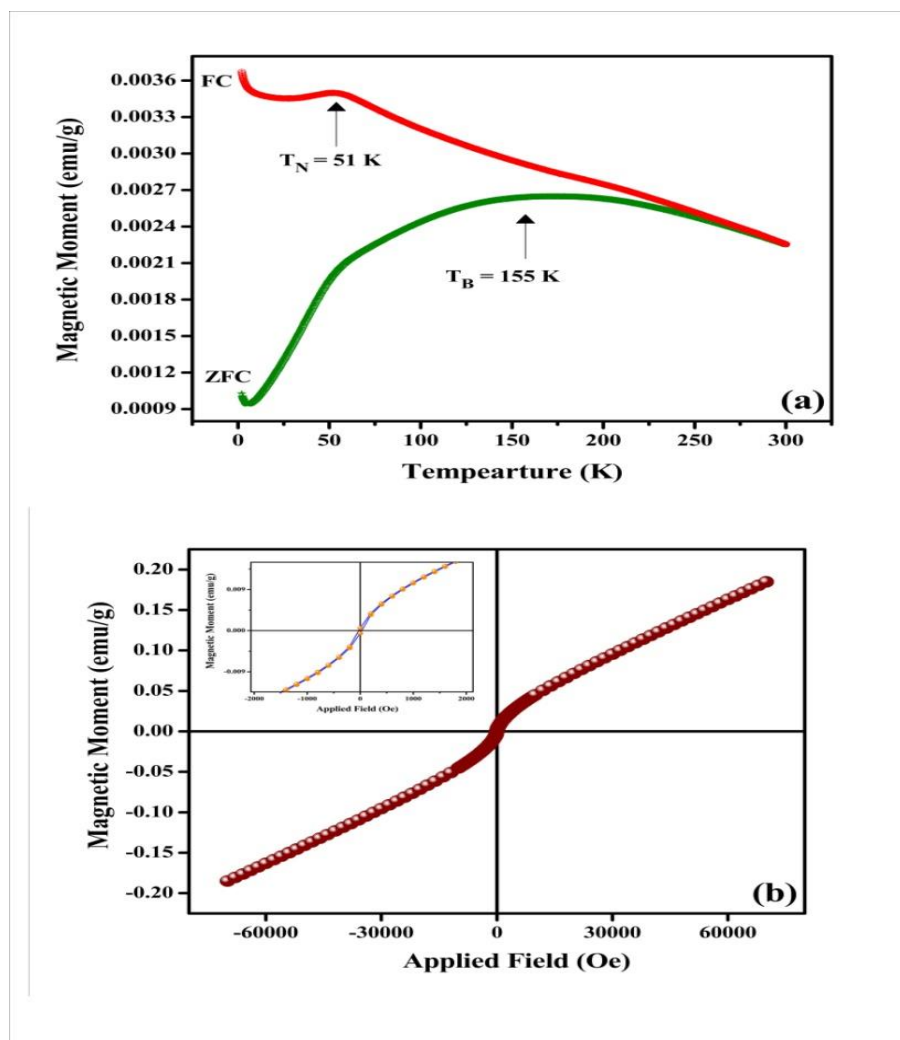 0.0036
0.0033
0.0030
0.0027
0.0024
0.0021
0.0018
0.0015
0.0012
0.0009
Magnetic Moment (emu/g)
FC
T_N = 51 K
T_B = 155 K
ZFC
(a)
0 50 100 150 200 250 300
Tempearture (K)
0.20
0.15
0.10
0.05
0.00
-0.05
-0.10
-0.15
-0.20
Magnetic Moment (emu/g)
0.009
0.000
-0.009
Magnetic Moment (emu/g)
-2000 -1000 0 1000 2000
Applied Field (Oe)
(b)
-60000 -30000 0 30000 60000
Applied Field (Oe)